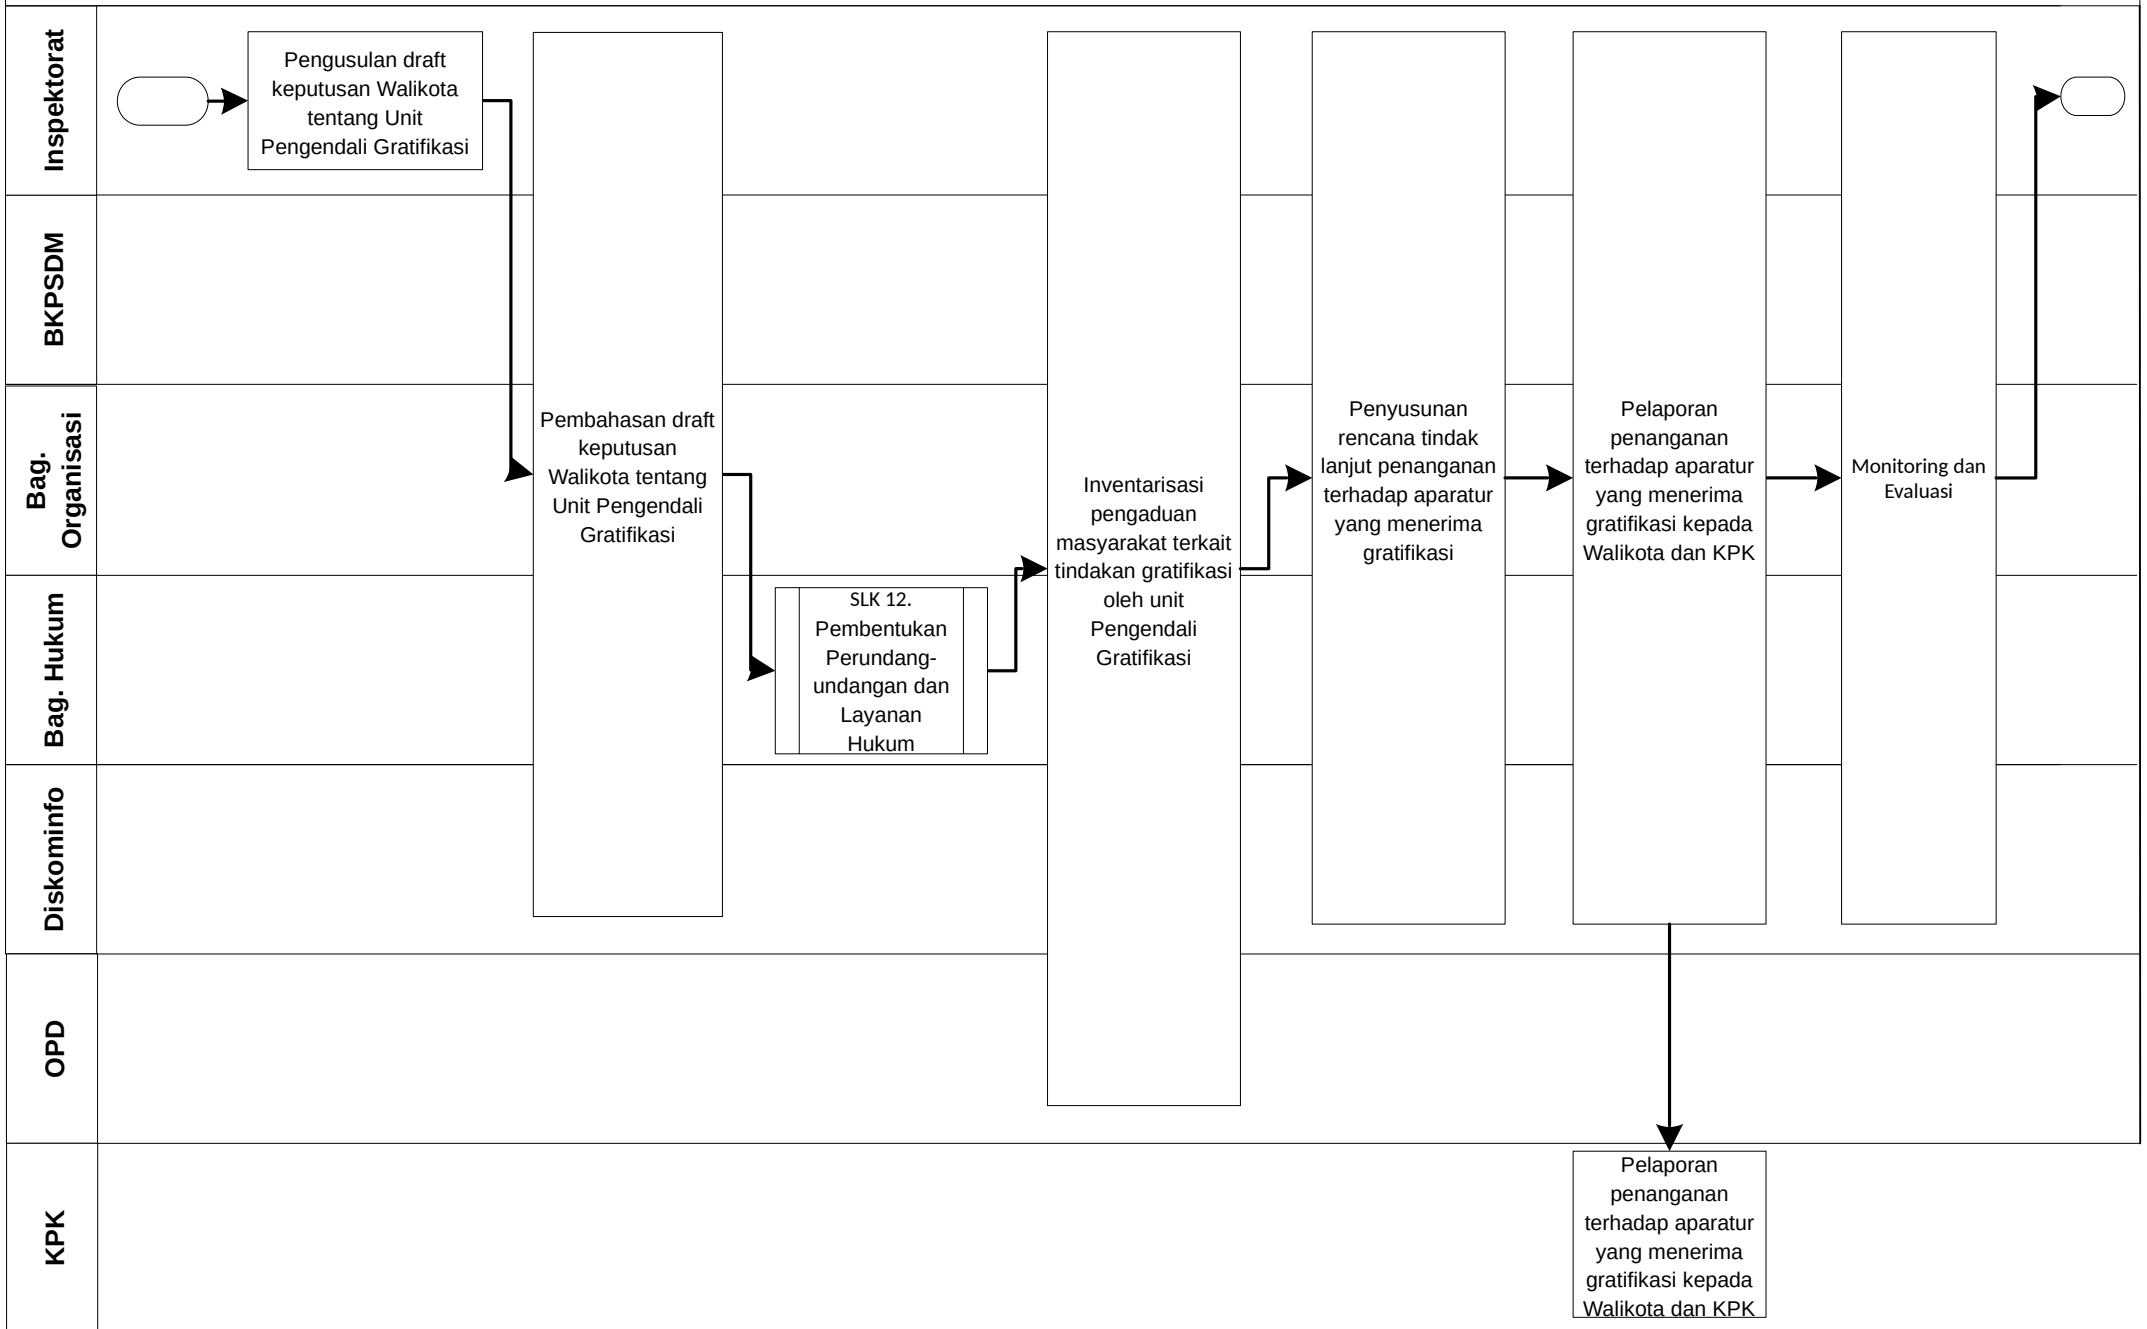 Inspektorat
BKPSDM
Bag.
Organisasi
Bag. Hukum
Diskominfo
OPD
KPK
Pengusulan draft
keputusan Walikota
tentang Unit
Pengendali Gratifikasi
Pembahasan draft
keputusan
Walikota tentang
Unit Pengendali
Gratifikasi
SLK 12.
Pembentukan
Perundang-
undangan dan
Layanan
Hukum
Inventarisasi
pengaduan
masyarakat terkait
tindakan gratifikasi
oleh unit
Pengendali
Gratifikasi
Penyusunan
rencana tindak
lanjut penanganan
terhadap aparatur
yang menerima
gratifikasi
Pelaporan
penanganan
terhadap aparatur
yang menerima
gratifikasi kepada
Walikota dan KPK
Monitoring dan
Evaluasi
Pelaporan
penanganan
terhadap aparatur
yang menerima
gratifikasi kepada
Walikota dan KPK